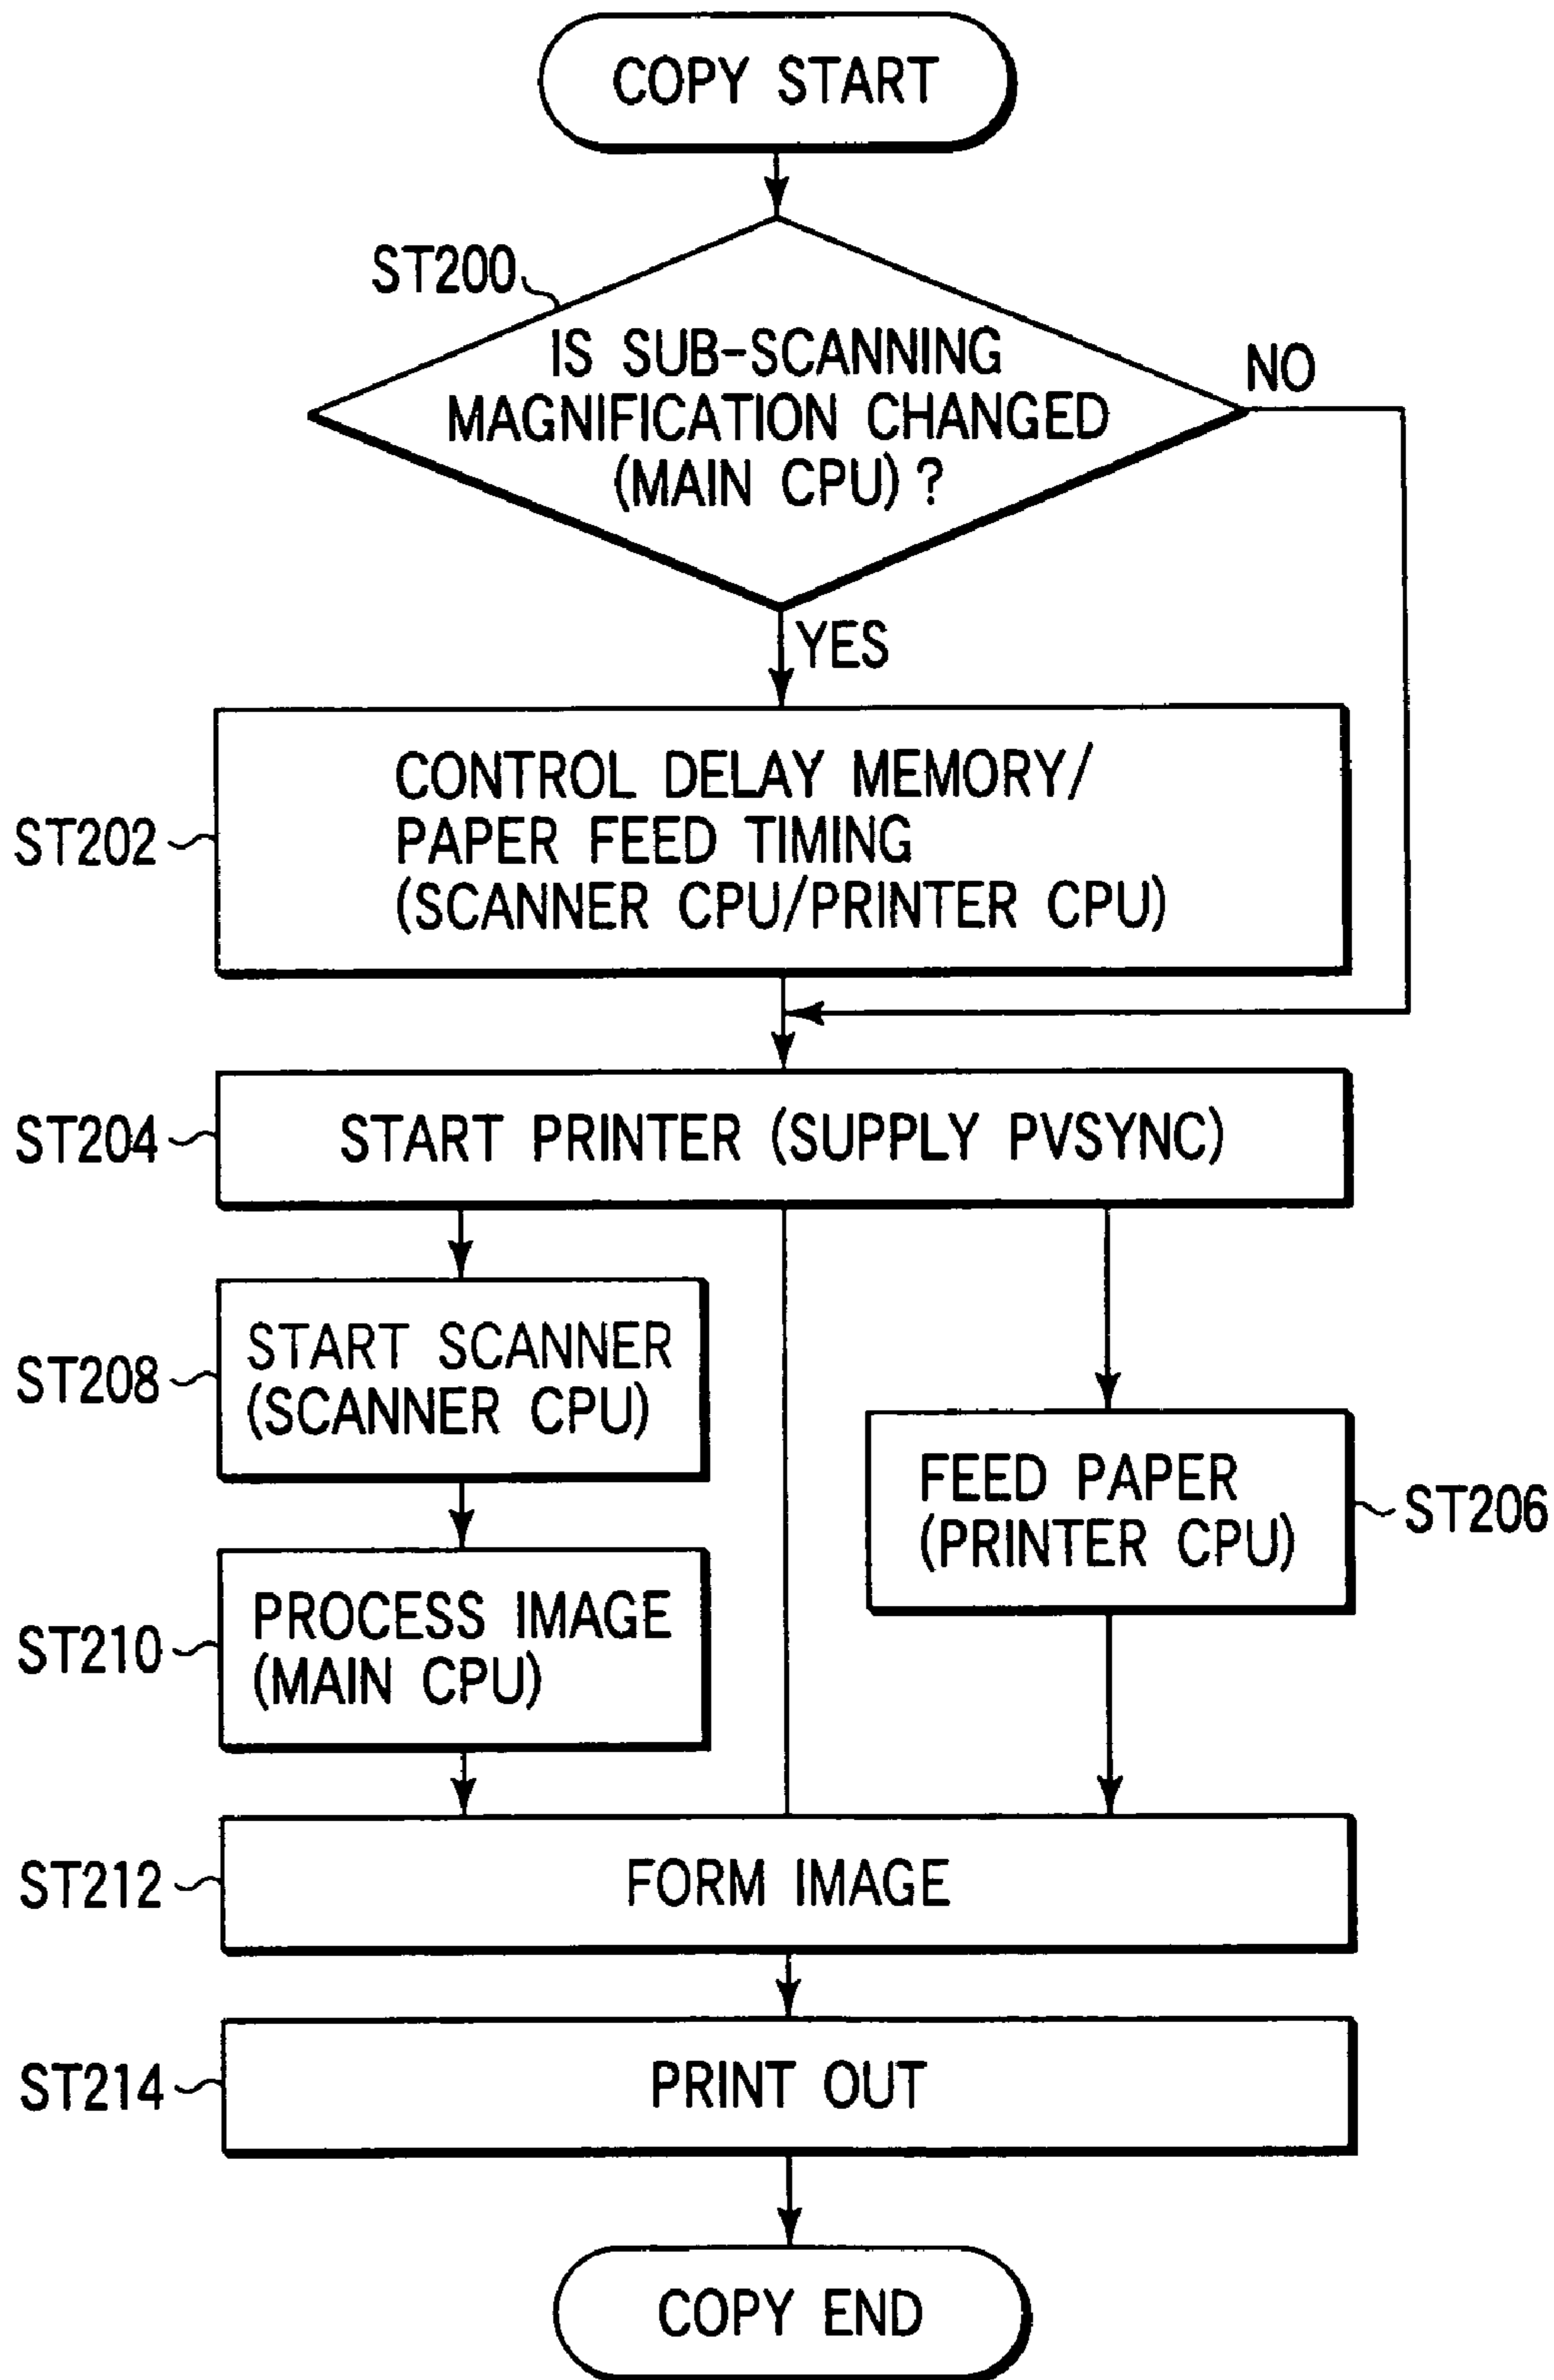 COPY START
ST200
IS SUB-SCANNING
MAGNIFICATION CHANGED
(MAIN CPU) ?
NO
YES
ST202
CONTROL DELAY MEMORY/
PAPER FEED TIMING
(SCANNER CPU/PRINTER CPU)
ST204
START PRINTER (SUPPLY PVSYNC)
ST208
START SCANNER
(SCANNER CPU)
FEED PAPER
(PRINTER CPU)
ST206
ST210
PROCESS IMAGE
(MAIN CPU)
ST212
FORM IMAGE
ST214
PRINT OUT
COPY END